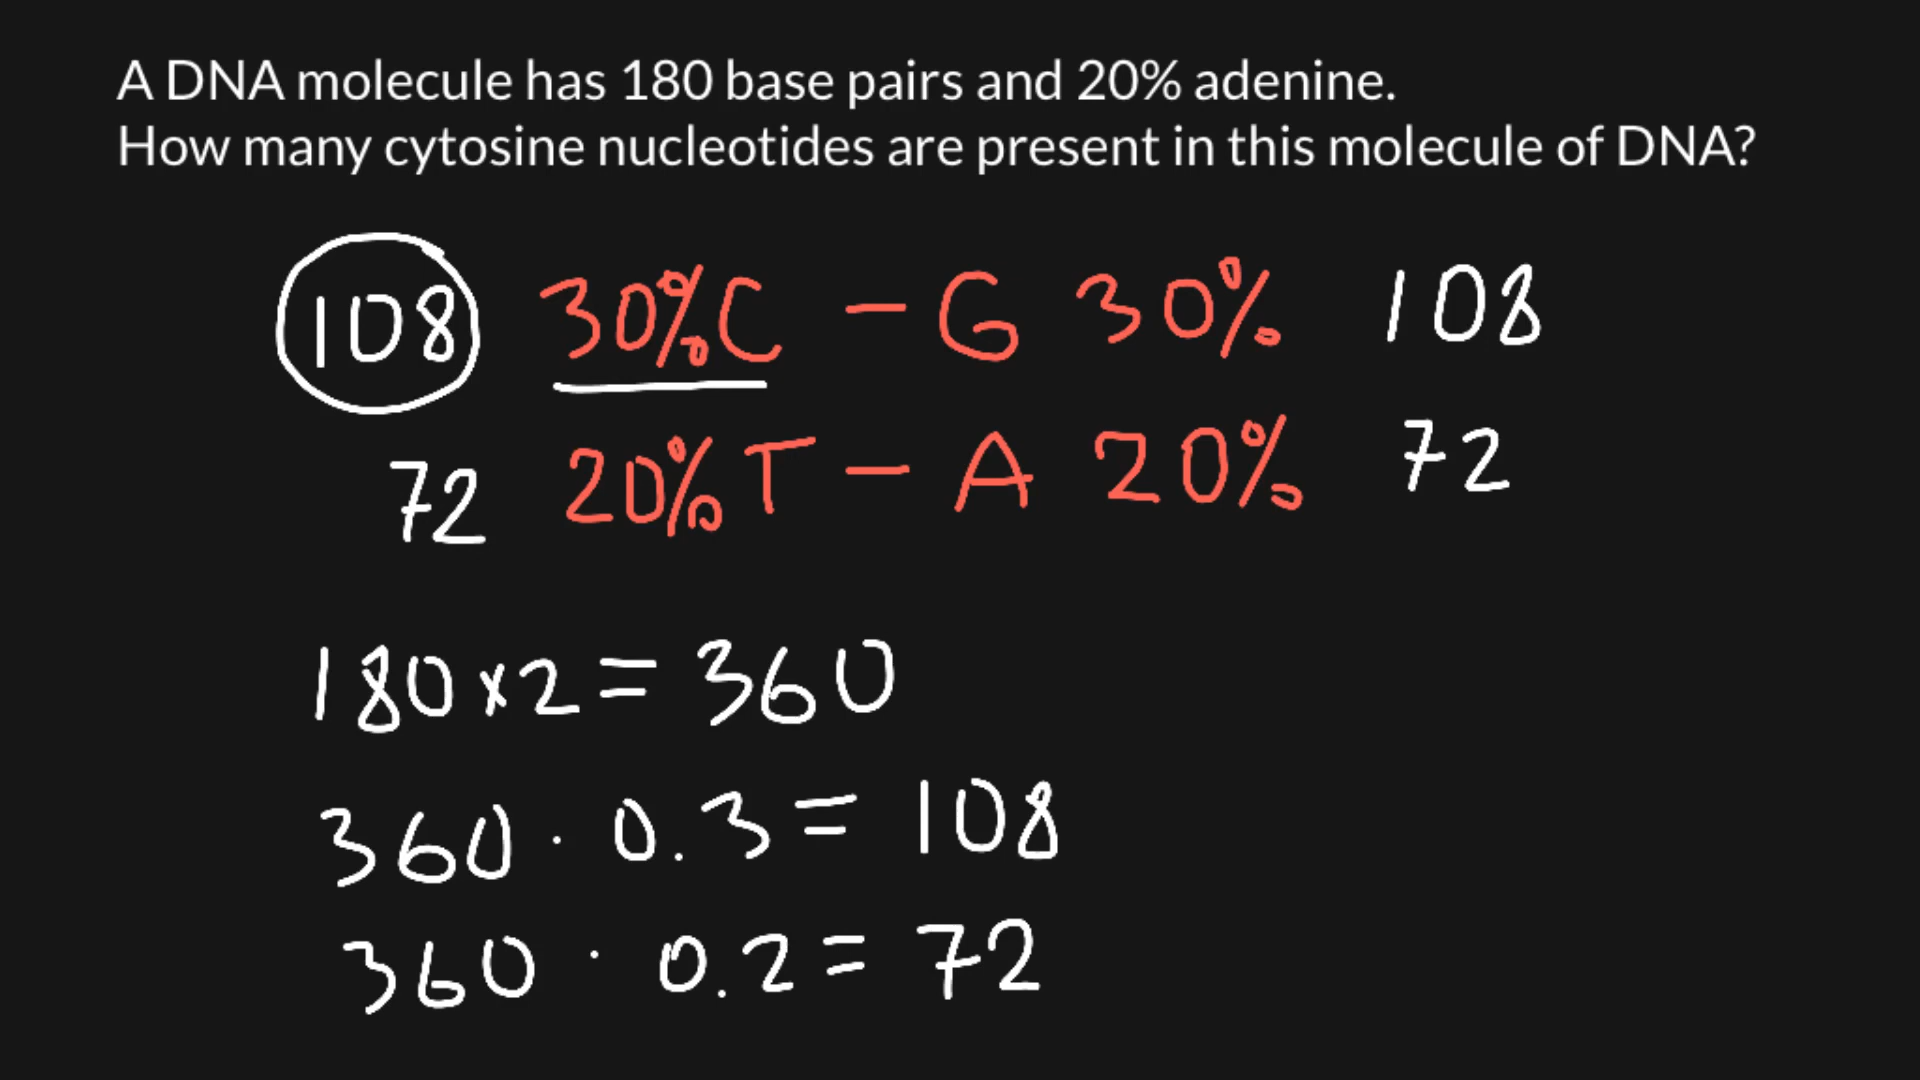 A DNA molecule has 180 base pairs and 20% adenine.
How many cytosine nucleotides are present in this molecule of DNA?
108 30%C - G 30% 108
72 20%T - A 20% 72
180 x 2 = 360
360 · 0.3 = 108
360 · 0.2 = 72